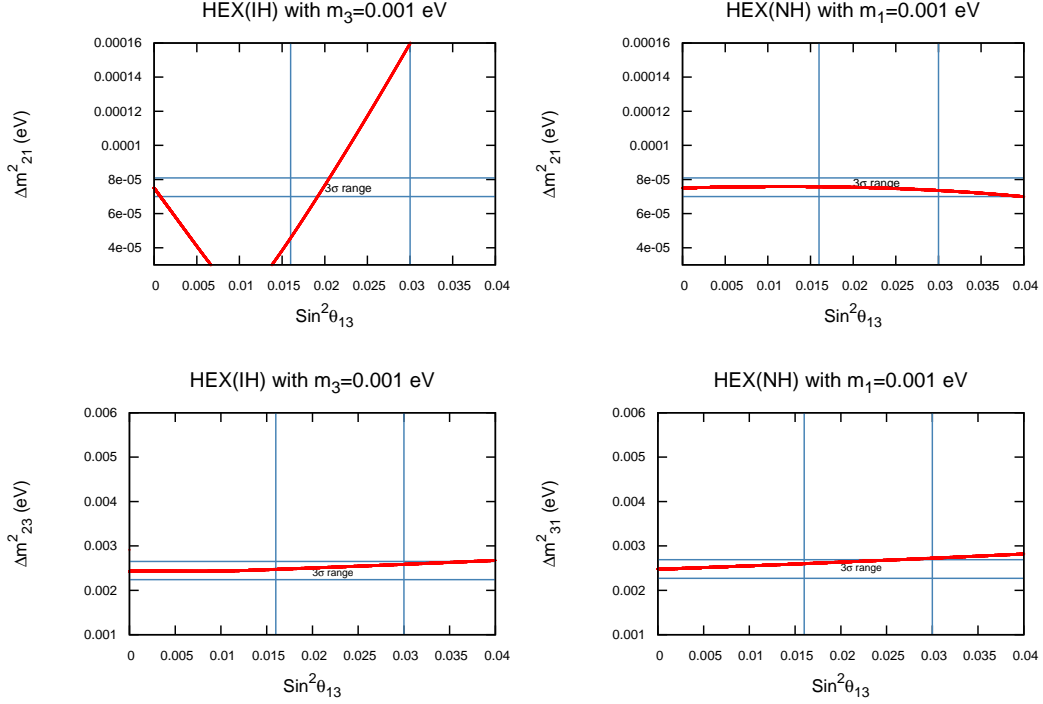 HEX(IH) with m3=0.001 eV
Δm²21 (eV)
0.00016
0.00014
0.00012
0.0001
8e-05
6e-05
4e-05
3σ range
0 0.005 0.01 0.015 0.02 0.025 0.03 0.035 0.04
Sin²θ13
HEX(NH) with m1=0.001 eV
Δm²21 (eV)
0.00016
0.00014
0.00012
0.0001
8e-05
6e-05
4e-05
3σ range
0 0.005 0.01 0.015 0.02 0.025 0.03 0.035 0.04
Sin²θ13
HEX(IH) with m3=0.001 eV
Δm²23 (eV)
0.006
0.005
0.004
0.003
0.002
0.001
3σ range
0 0.005 0.01 0.015 0.02 0.025 0.03 0.035 0.04
Sin²θ13
HEX(NH) with m1=0.001 eV
Δm²31 (eV)
0.006
0.005
0.004
0.003
0.002
0.001
3σ range
0 0.005 0.01 0.015 0.02 0.025 0.03 0.035 0.04
Sin²θ13